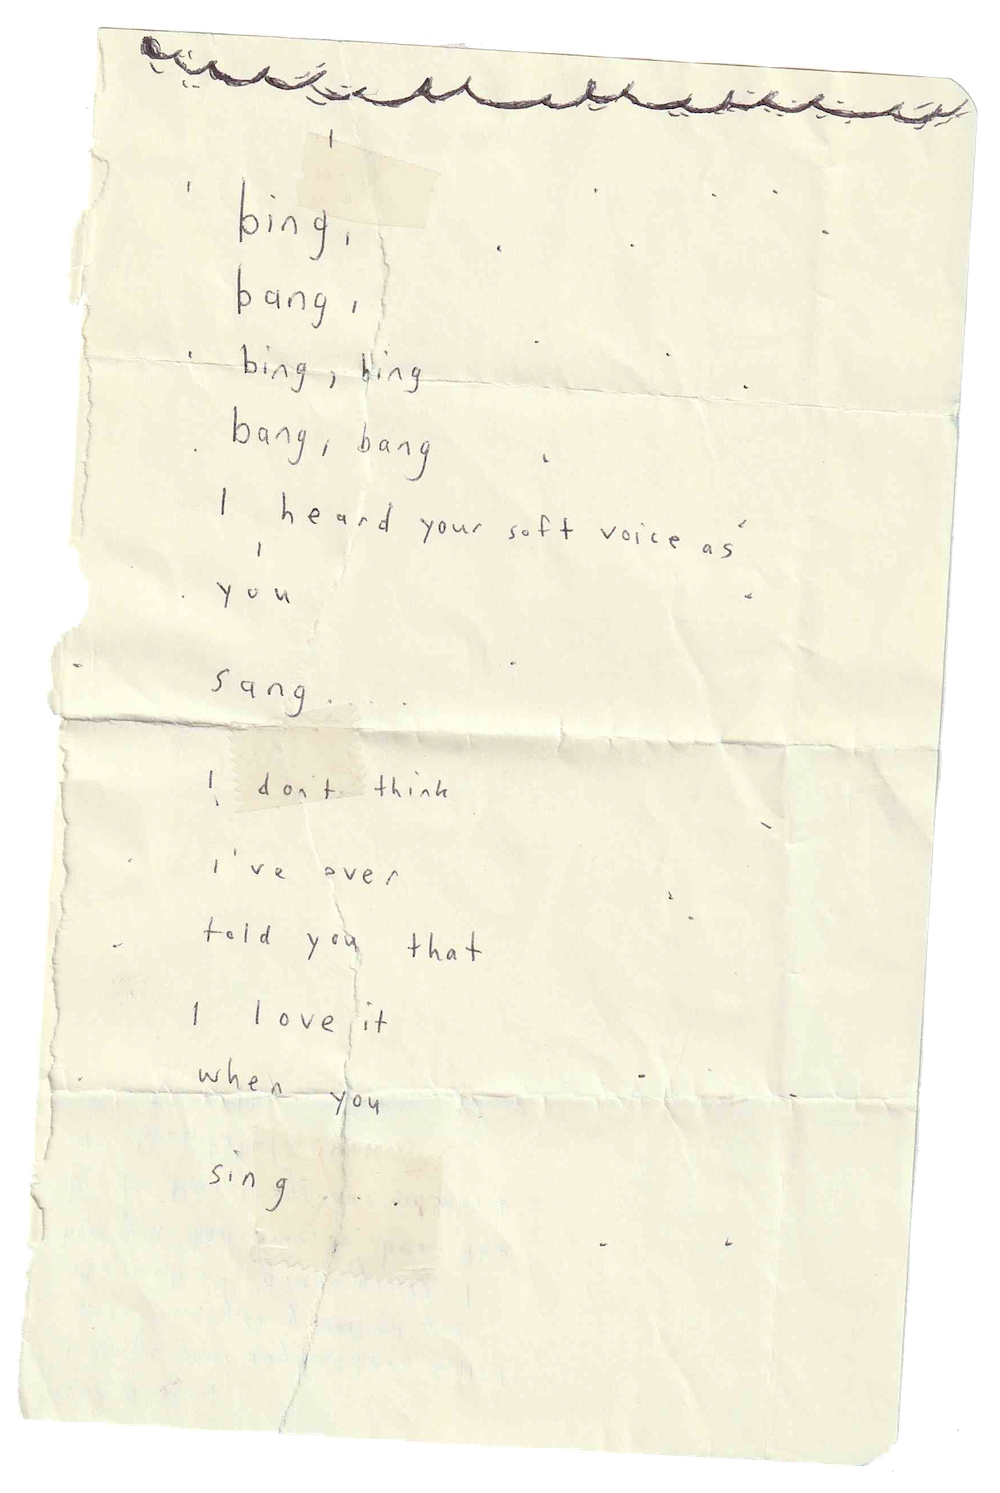 bing,
bang,
bing, bing
bang, bang
I heard your soft voice as
you
sang....
I don't think
i've ever
told you that
I love it
when you
sing....